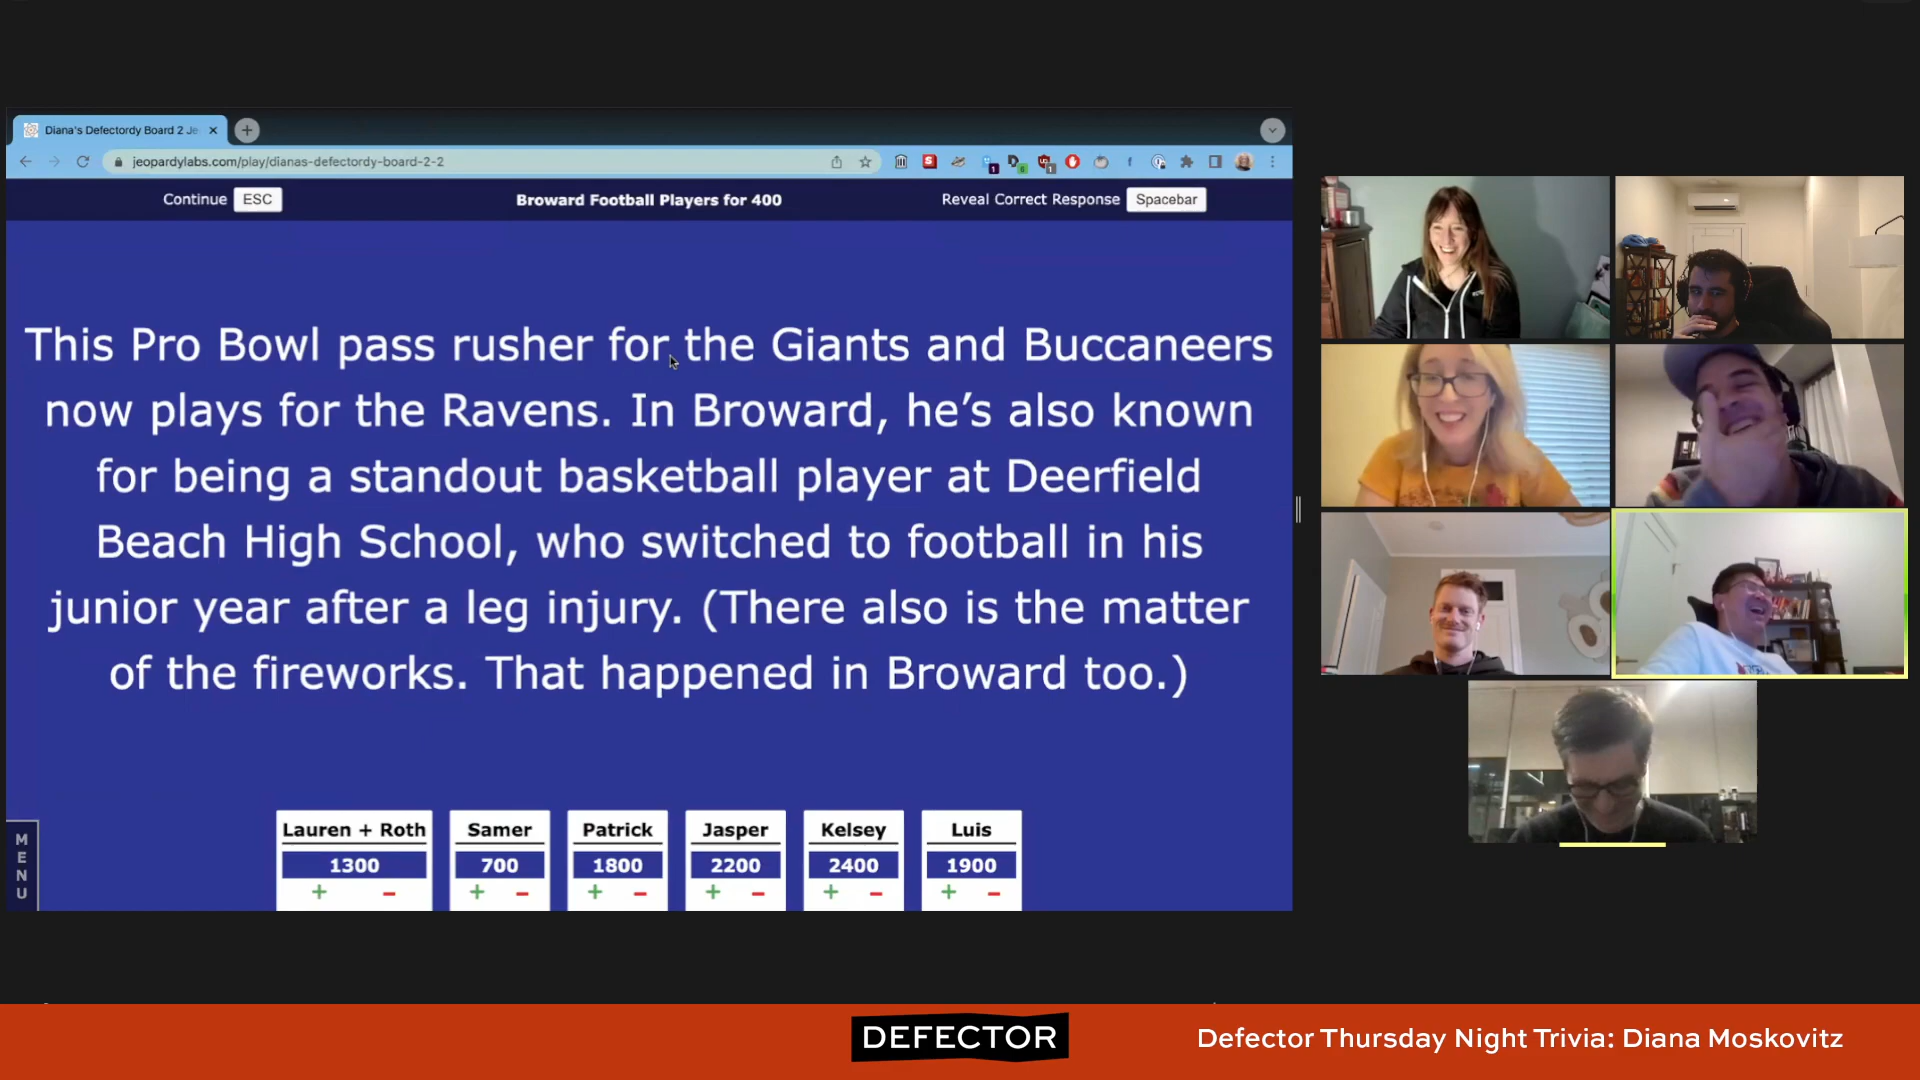 Diana's Defectordy Board 2 Je
jeopardylabs.com/play/dianas-defectordy-board-2-2
Continue ESC
Broward Football Players for 400
Reveal Correct Response Spacebar
This Pro Bowl pass rusher for the Giants and Buccaneers
now plays for the Ravens. In Broward, he’s also known
for being a standout basketball player at Deerfield
Beach High School, who switched to football in his
junior year after a leg injury. (There also is the matter
of the fireworks. That happened in Broward too.)
MENU
Lauren + Roth Samer Patrick Jasper Kelsey Luis
1300 700 1800 2200 2400 1900
+ − + − + − + − + − + −
DEFECTOR
Defector Thursday Night Trivia: Diana Moskovitz